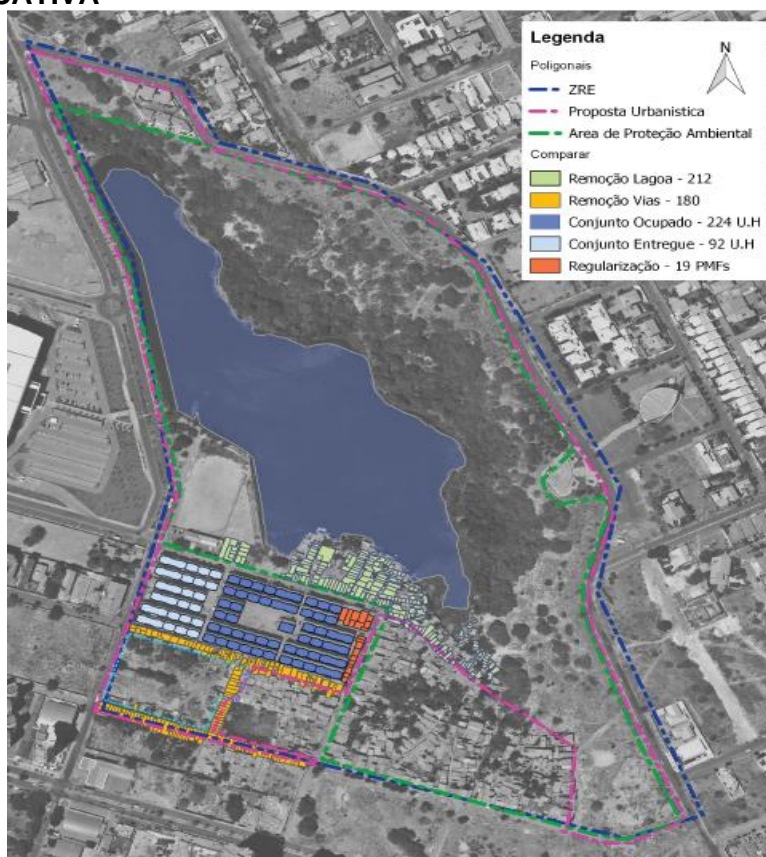 Legenda
N
Poligonais
ZRE
Proposta Urbanistica
Area de Proteção Ambiental
Comparar
Remoção Lagoa - 212
Remoção Vias - 180
Conjunto Ocupado - 224 U.H
Conjunto Entregue - 92 U.H
Regularização - 19 PMFs